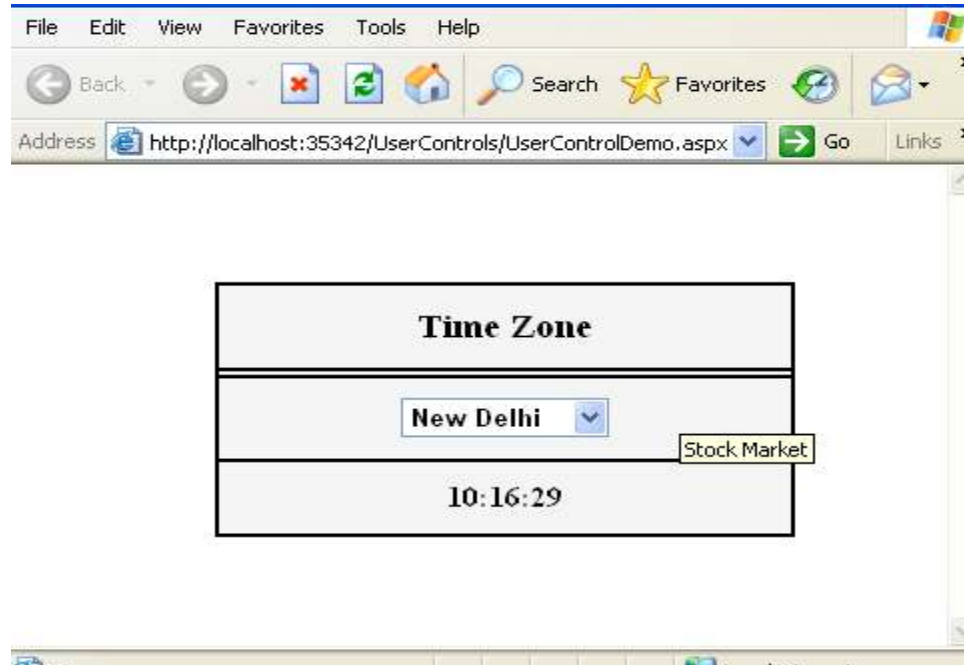 File Edit View Favorites Tools Help
Back Search Favorites
Address http://localhost:35342/UserControls/UserControlDemo.aspx Go Links
Time Zone
New Delhi
Stock Market
10:16:29